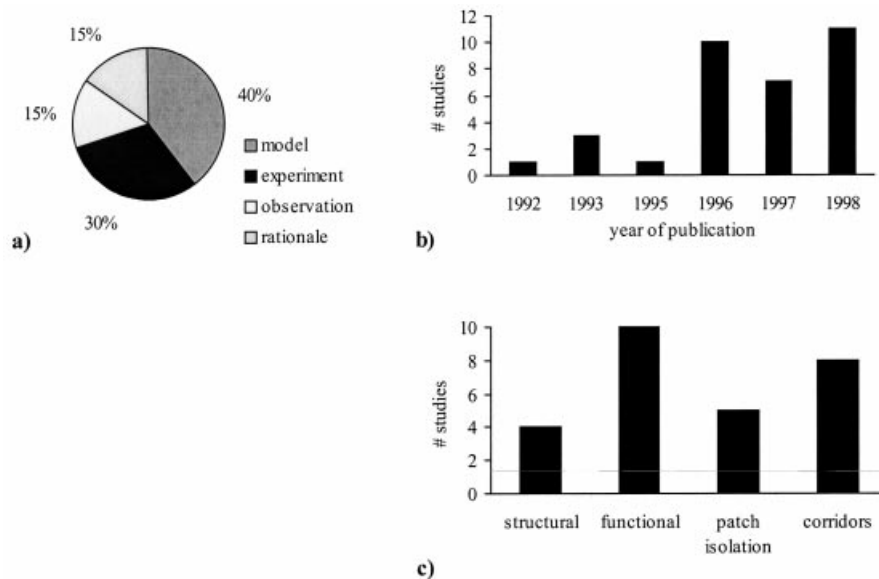 15%
40%
15%
30%
model
experiment
observation
rationale
a)
12
10
8
6
4
2
0
# studies
1992 1993 1995 1996 1997 1998
year of publication
b)
10
8
6
4
2
0
# studies
structural functional patch isolation corridors
c)